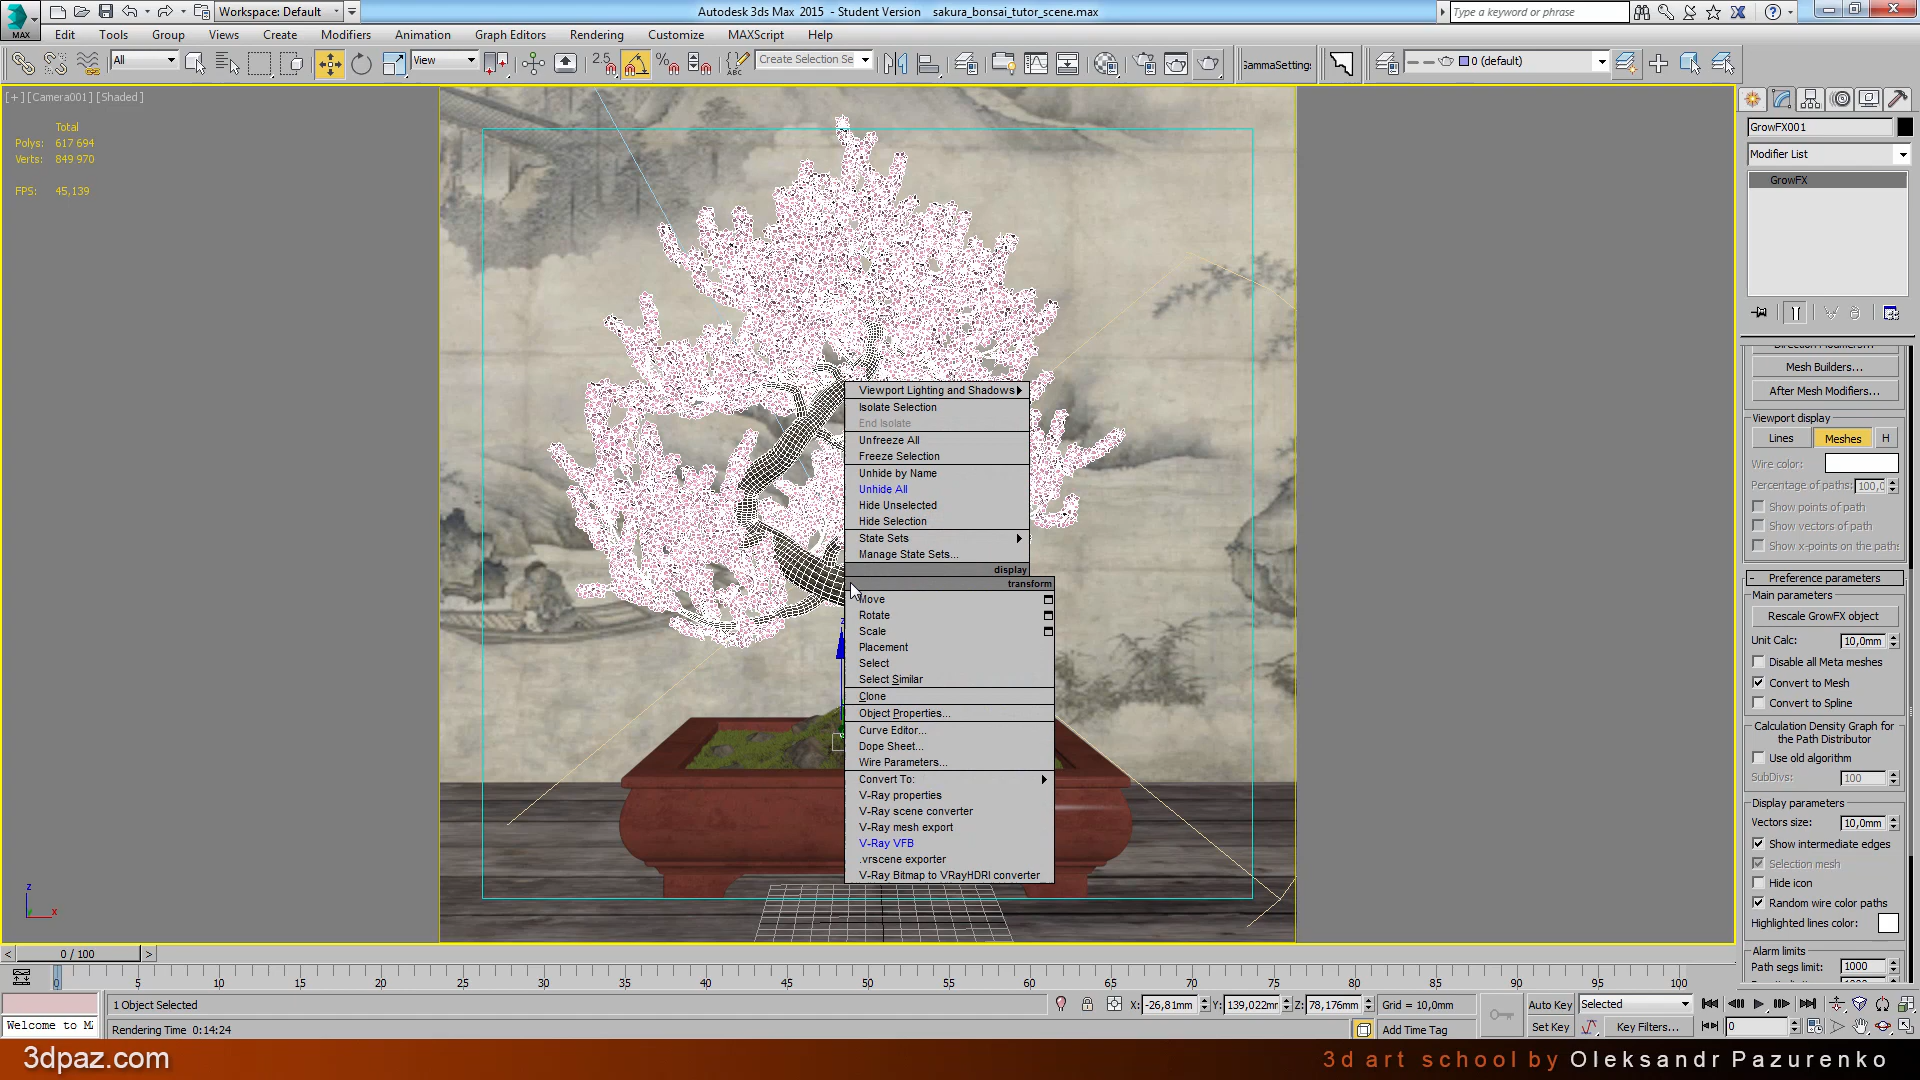 Workspace: Default
Autodesk 3ds Max 2015 - Student Version sakura_bonsai_tutor_scene.max
Type a keyword or phrase
MAX
Edit Tools Group Views Create Modifiers Animation Graph Editors Rendering Customize MAXScript Help
All
View
2.5
Create Selection Se
GammaSettings
0 (default)
[+] [Camera001] [Shaded]
Total
Polys: 617 694
Verts: 849 970
FPS: 45,139
GrowFX001
Modifier List
GrowFX
Direction Modifiers...
Mesh Builders...
After Mesh Modifiers...
Viewport display
Lines Meshes H
Wire color:
Percentage of paths: 100,0
Show points of path
Show vectors of path
Show x-points on the paths
- Preference parameters
Main parameters
Rescale GrowFX object
Unit Calc: 10,0mm
Disable all Meta meshes
Convert to Mesh
Convert to Spline
Calculation Density Graph for
the Path Distributor
Use old algorithm
SubDivs: 100
Display parameters
Vectors size: 10,0mm
Show intermediate edges
Selection mesh
Hide icon
Random wire color paths
Highlighted lines color:
Alarm limits
Path segs limit: 1000
Viewport Lighting and Shadows
Isolate Selection
End Isolate
Unfreeze All
Freeze Selection
Unhide by Name
Unhide All
Hide Unselected
Hide Selection
State Sets
Manage State Sets...
display
transform
Move
Rotate
Scale
Placement
Select
Select Similar
Clone
Object Properties...
Curve Editor...
Dope Sheet...
Wire Parameters...
Convert To:
V-Ray properties
V-Ray scene converter
V-Ray mesh export
V-Ray VFB
.vrscene exporter
V-Ray Bitmap to VRayHDRI converter
z
z
x
< 0 / 100 >
0 5 10 15 20 25 30 35 40 45 50 55 60 65 70 75 80 85 90 95 100
1 Object Selected
X: -26,81mm Y: 139,022mm Z: 78,176mm Grid = 10,0mm
Auto Key Selected
Welcome to M
Rendering Time 0:14:24
Add Time Tag
Set Key Key Filters... 0
3dpaz.com
3d art school by Oleksandr Pazurenko